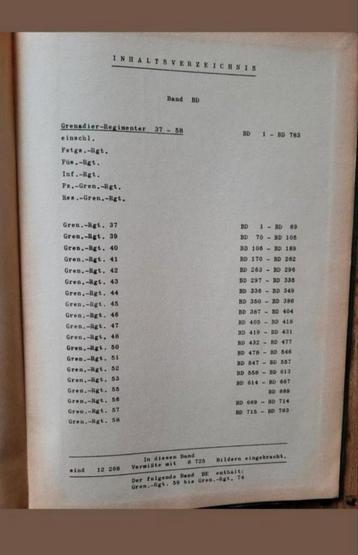 INHALTSVERZEICHNIS
Band BD
Grenadier-Regimenter 37 - 58 BD 1 - BD 783
einschl.
Fstgs.-Rgt.
Füs.-Rgt.
Inf.-Rgt.
Pz.-Gren.-Rgt.
Res.-Gren.-Rgt.
Gren.-Rgt. 37 BD 1 - BD 69
Gren.-Rgt. 39 BD 70 - BD 105
Gren.-Rgt. 40 BD 106 - BD 169
Gren.-Rgt. 41 BD 170 - BD 262
Gren.-Rgt. 42 BD 263 - BD 296
Gren.-Rgt. 43 BD 297 - BD 335
Gren.-Rgt. 44 BD 336 - BD 349
Gren.-Rgt. 45 BD 350 - BD 386
Gren.-Rgt. 46 BD 387 - BD 404
Gren.-Rgt. 47 BD 405 - BD 418
Gren.-Rgt. 48 BD 419 - BD 431
Gren.-Rgt. 50 BD 432 - BD 477
Gren.-Rgt. 51 BD 478 - BD 546
Gren.-Rgt. 52 BD 547 - BD 557
Gren.-Rgt. 53 BD 558 - BD 613
Gren.-Rgt. 55 BD 614 - BD 667
Gren.-Rgt. 56 BD 668
Gren.-Rgt. 57 BD 669 - BD 714
Gren.-Rgt. 58 BD 715 - BD 783
In diesen Band
sind 12 298 Vermißte mit 8 725 Bildern eingebracht.
Der folgende Band BE enthält:
Gren.-Rgt. 59 bis Gren.-Rgt. 74